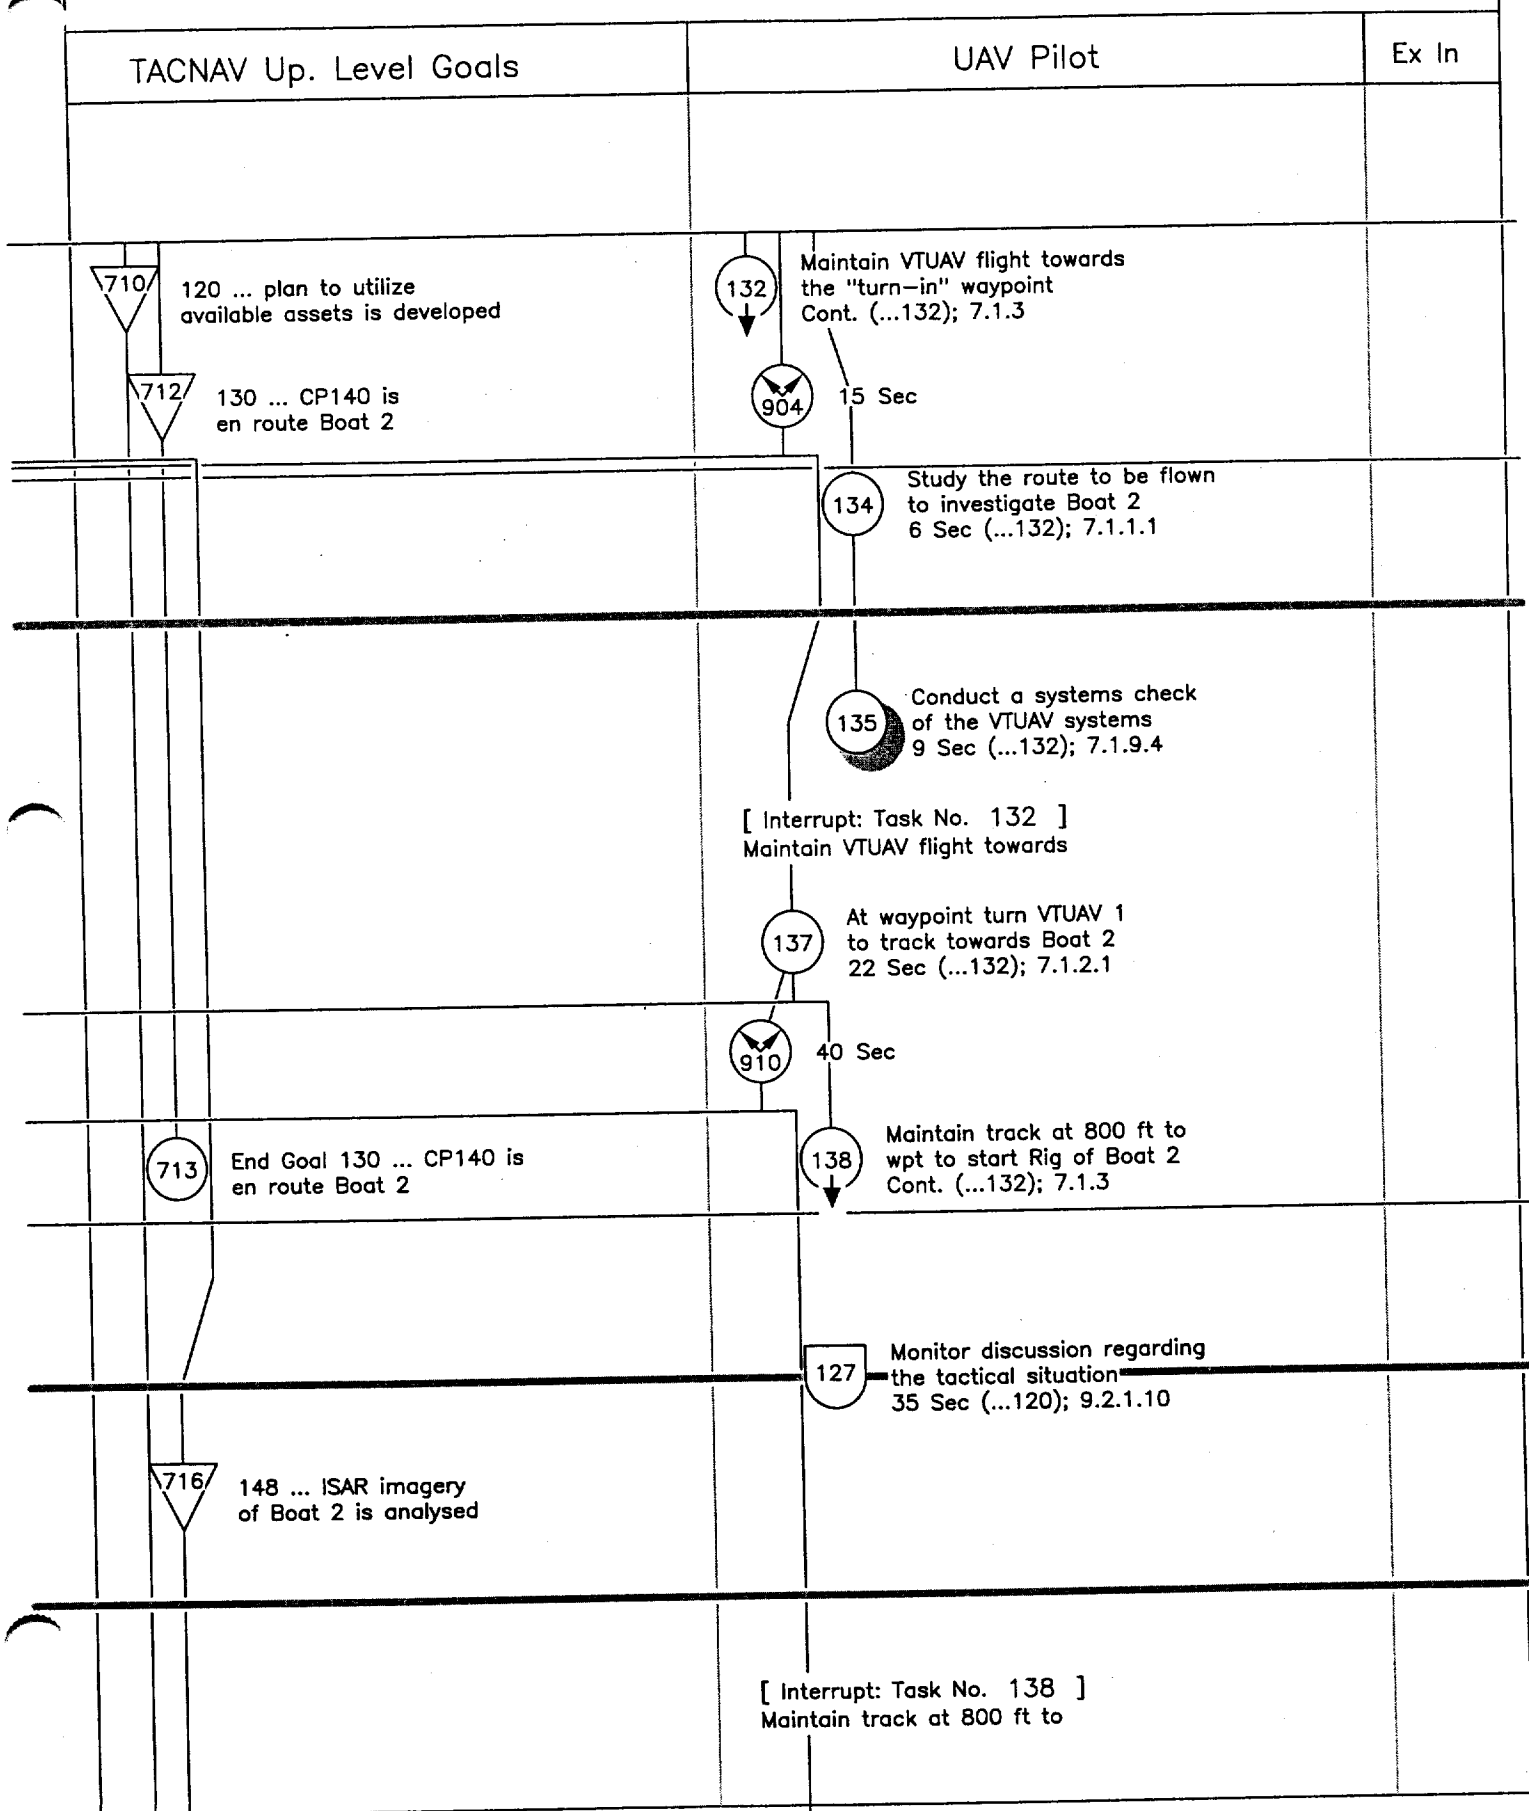 TACNAV Up. Level Goals
UAV Pilot
Ex In
710
120 ... plan to utilize
available assets is developed
132
Maintain VTUAV flight towards
the "turn-in" waypoint
Cont. (...132); 7.1.3
712
130 ... CP140 is
en route Boat 2
904
15 Sec
134
Study the route to be flown
to investigate Boat 2
6 Sec (...132); 7.1.1.1
135
Conduct a systems check
of the VTUAV systems
9 Sec (...132); 7.1.9.4
[ Interrupt: Task No. 132 ]
Maintain VTUAV flight towards
137
At waypoint turn VTUAV 1
to track towards Boat 2
22 Sec (...132); 7.1.2.1
910
40 Sec
713
End Goal 130 ... CP140 is
en route Boat 2
138
Maintain track at 800 ft to
wpt to start Rig of Boat 2
Cont. (...132); 7.1.3
127
Monitor discussion regarding
the tactical situation
35 Sec (...120); 9.2.1.10
716
148 ... ISAR imagery
of Boat 2 is analysed
[ Interrupt: Task No. 138 ]
Maintain track at 800 ft to